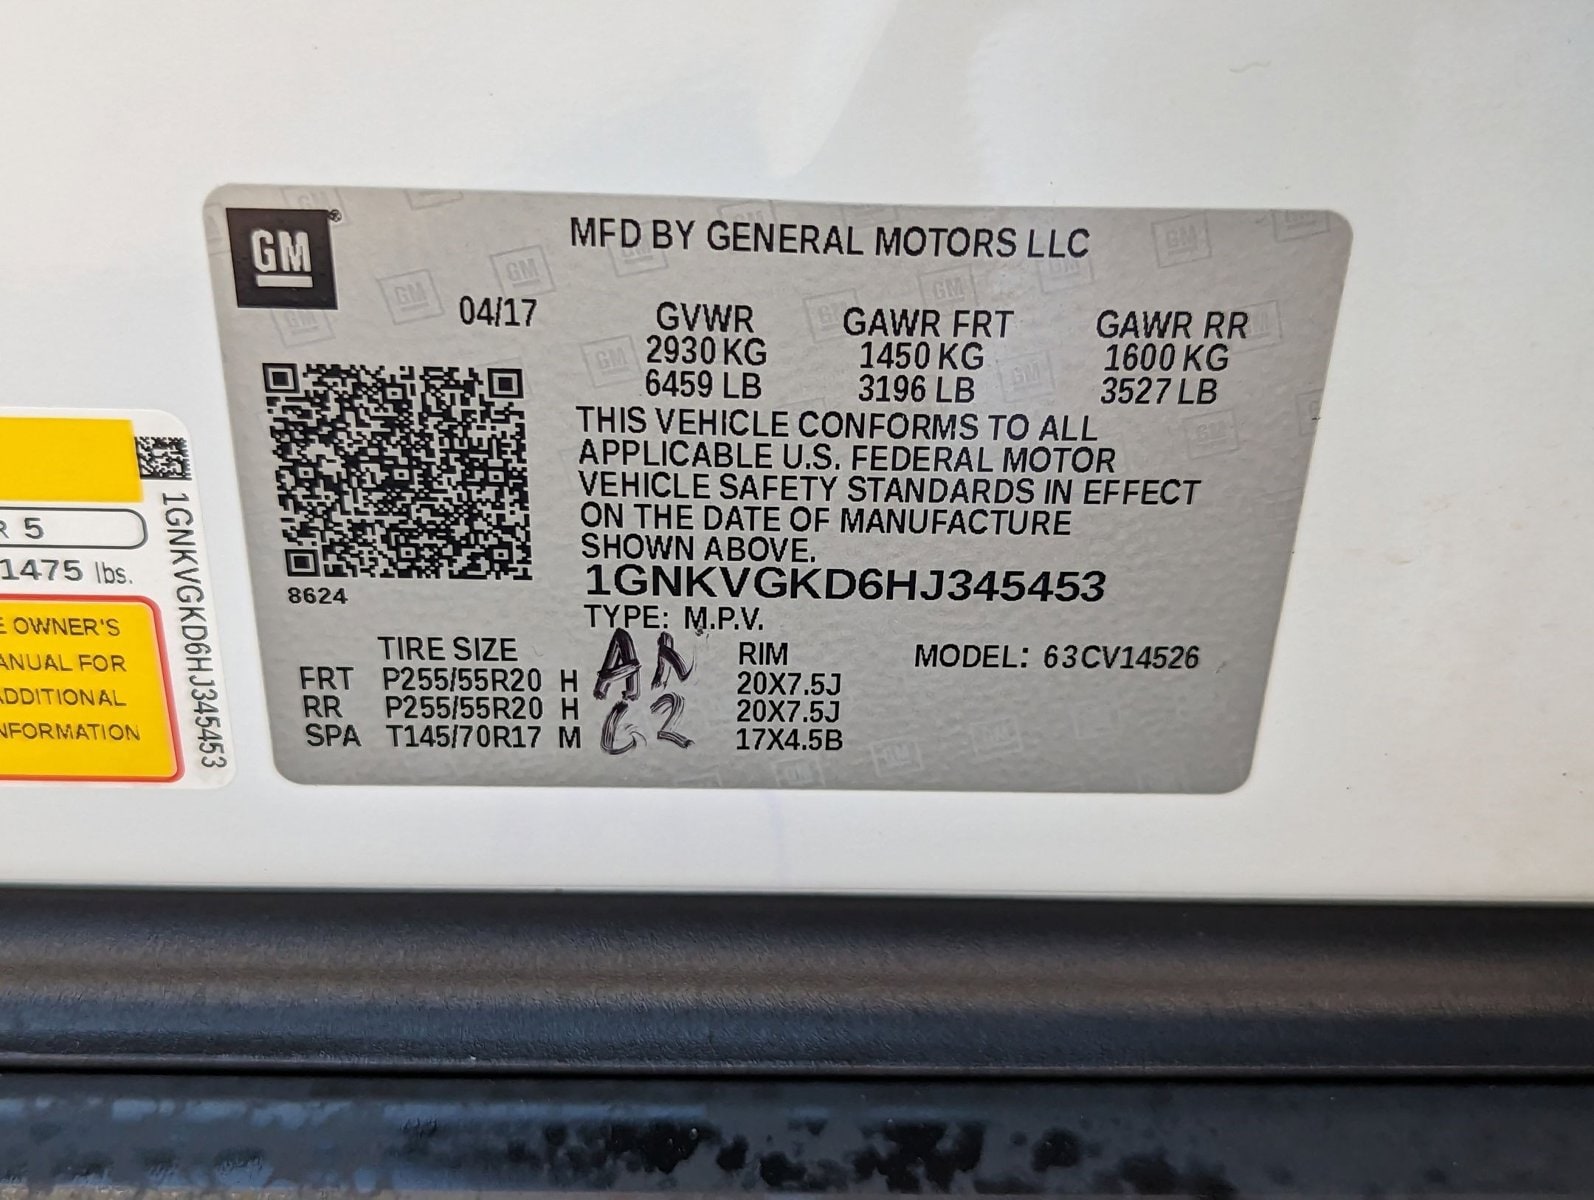 GM
MFD BY GENERAL MOTORS LLC
04/17
GVWR GAWR FRT GAWR RR
2930 KG 1450 KG 1600 KG
6459 LB 3196 LB 3527 LB
THIS VEHICLE CONFORMS TO ALL
APPLICABLE U.S. FEDERAL MOTOR
VEHICLE SAFETY STANDARDS IN EFFECT
ON THE DATE OF MANUFACTURE
SHOWN ABOVE.
8624
1GNKVGKD6HJ345453
TYPE: M.P.V.
TIRE SIZE RIM MODEL: 63CV14526
FRT P255/55R20 H AN 20X7.5J
RR P255/55R20 H 20X7.5J
SPA T145/70R17 M G2 17X4.5B
R 5
1475 lbs.
OWNER'S
ANUAL FOR
ADDITIONAL
NFORMATION
1GNKVGKD6HJ345453